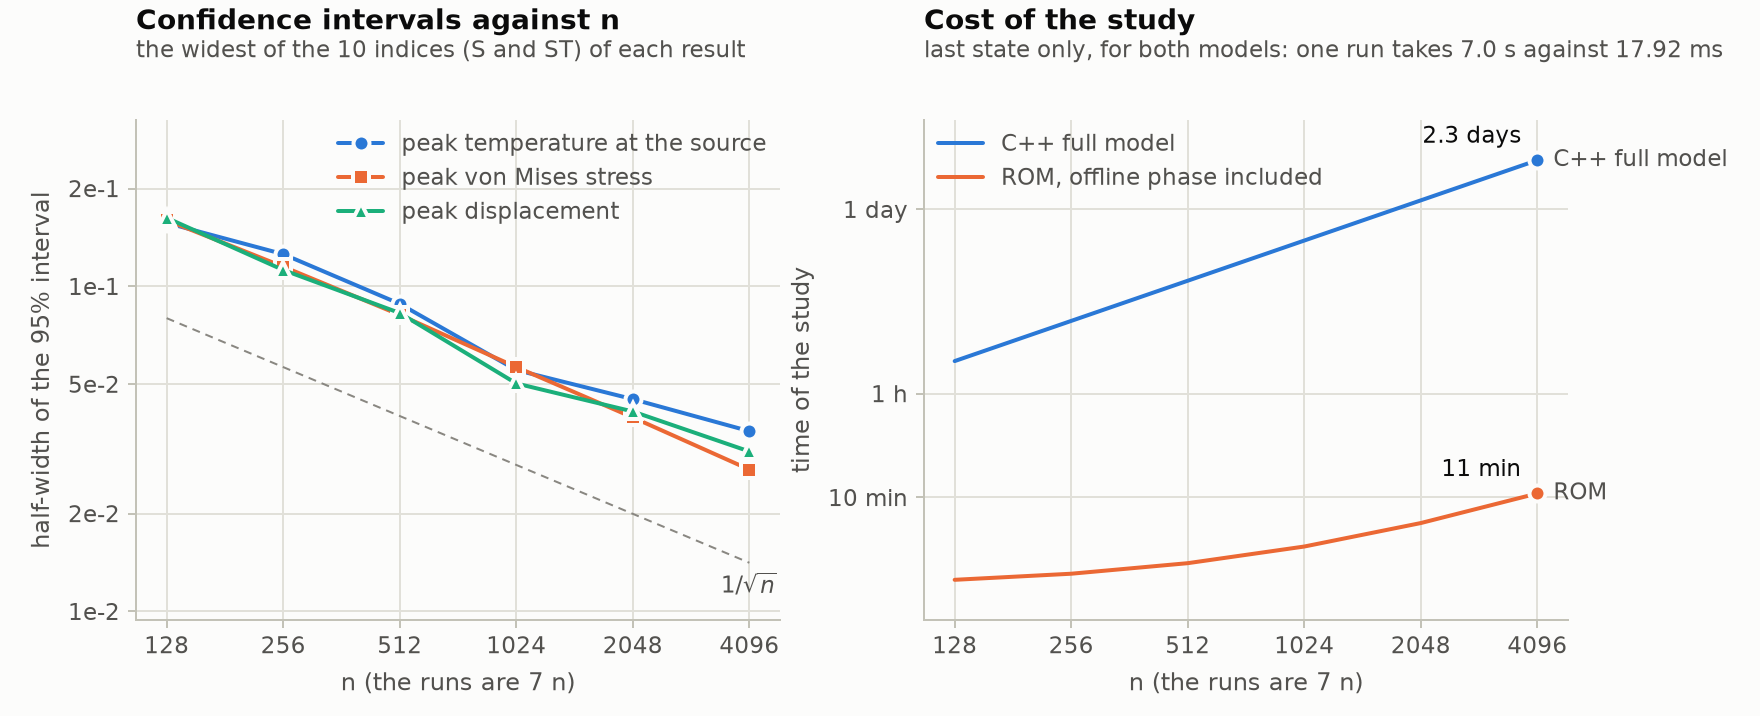 Confidence intervals against n
the widest of the 10 indices (S and ST) of each result
peak temperature at the source
peak von Mises stress
peak displacement
half-width of the 95% interval
2e-1
1e-1
5e-2
2e-2
1e-2
1/√n
128 256 512 1024 2048 4096
n (the runs are 7 n)
Cost of the study
last state only, for both models: one run takes 7.0 s against 17.92 ms
C++ full model
ROM, offline phase included
time of the study
1 day
1 h
10 min
2.3 days
C++ full model
11 min
ROM
128 256 512 1024 2048 4096
n (the runs are 7 n)